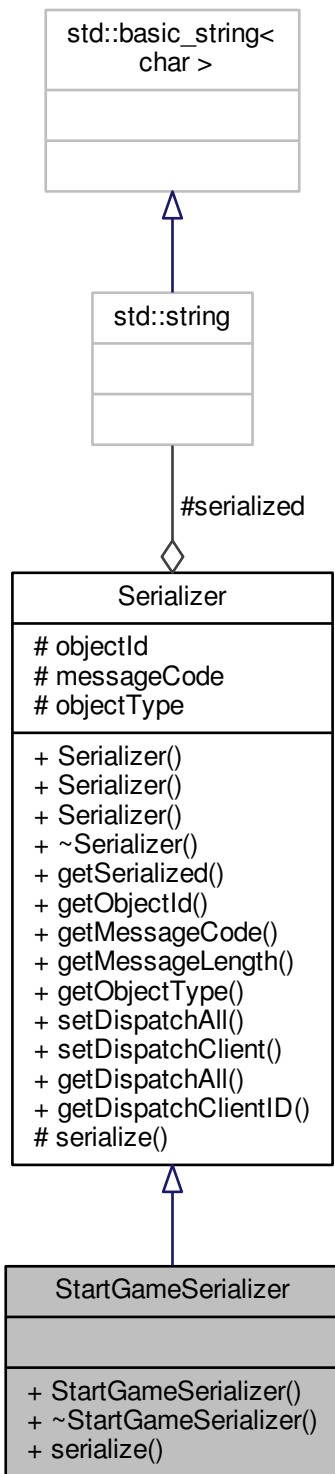 std::basic_string<
char >
std::string
#serialized
Serializer
# objectId
# messageCode
# objectType
+ Serializer()
+ Serializer()
+ Serializer()
+ ~Serializer()
+ getSerialized()
+ getObjectId()
+ getMessageCode()
+ getMessageLength()
+ getObjectType()
+ setDispatchAll()
+ setDispatchClient()
+ getDispatchAll()
+ getDispatchClientID()
# serialize()
StartGameSerializer
+ StartGameSerializer()
+ ~StartGameSerializer()
+ serialize()